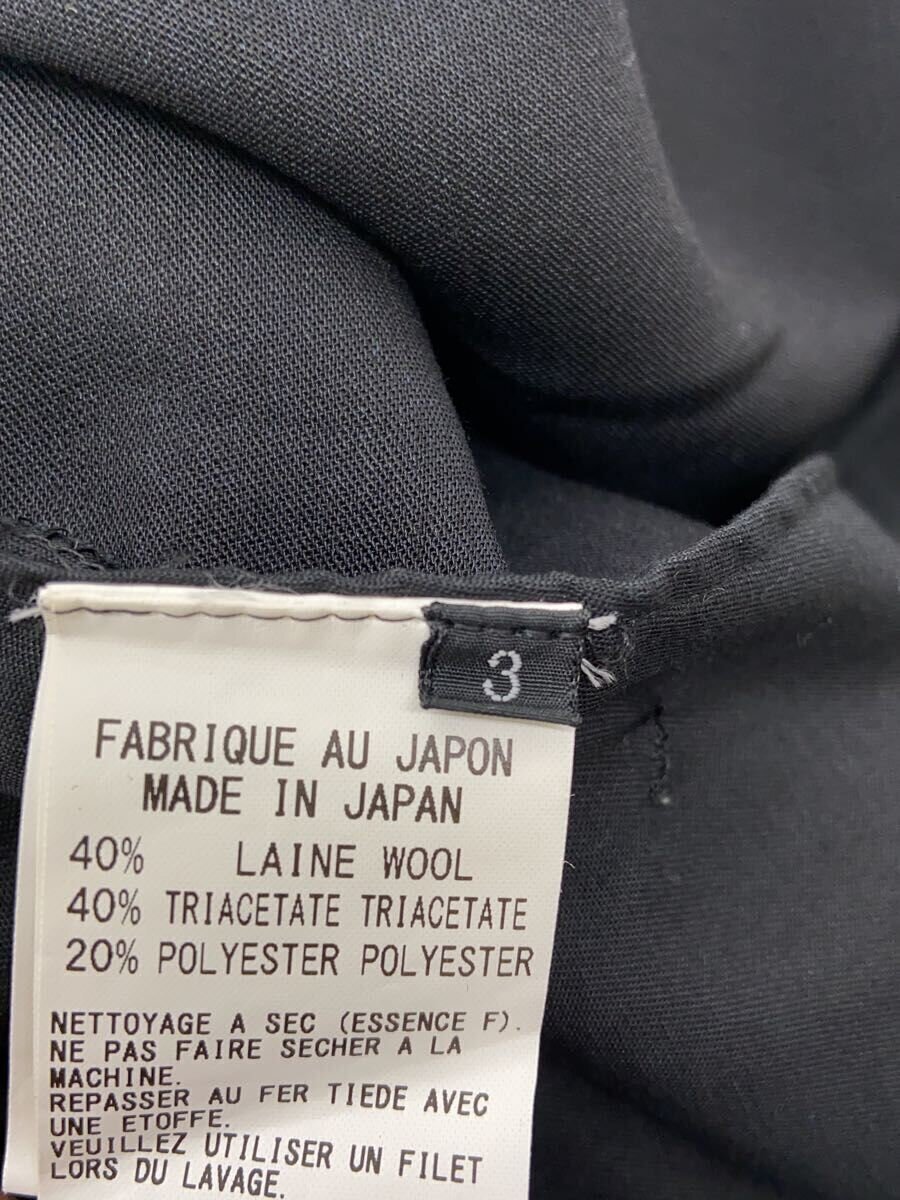 3
FABRIQUE AU JAPON
MADE IN JAPAN
40% LAINE WOOL
40% TRIACETATE TRIACETATE
20% POLYESTER POLYESTER
NETTOYAGE A SEC (ESSENCE F).
NE PAS FAIRE SECHER A LA
MACHINE.
REPASSER AU FER TIEDE AVEC
UNE ETOFFE.
VEUILLEZ UTILISER UN FILET
LORS DU LAVAGE.